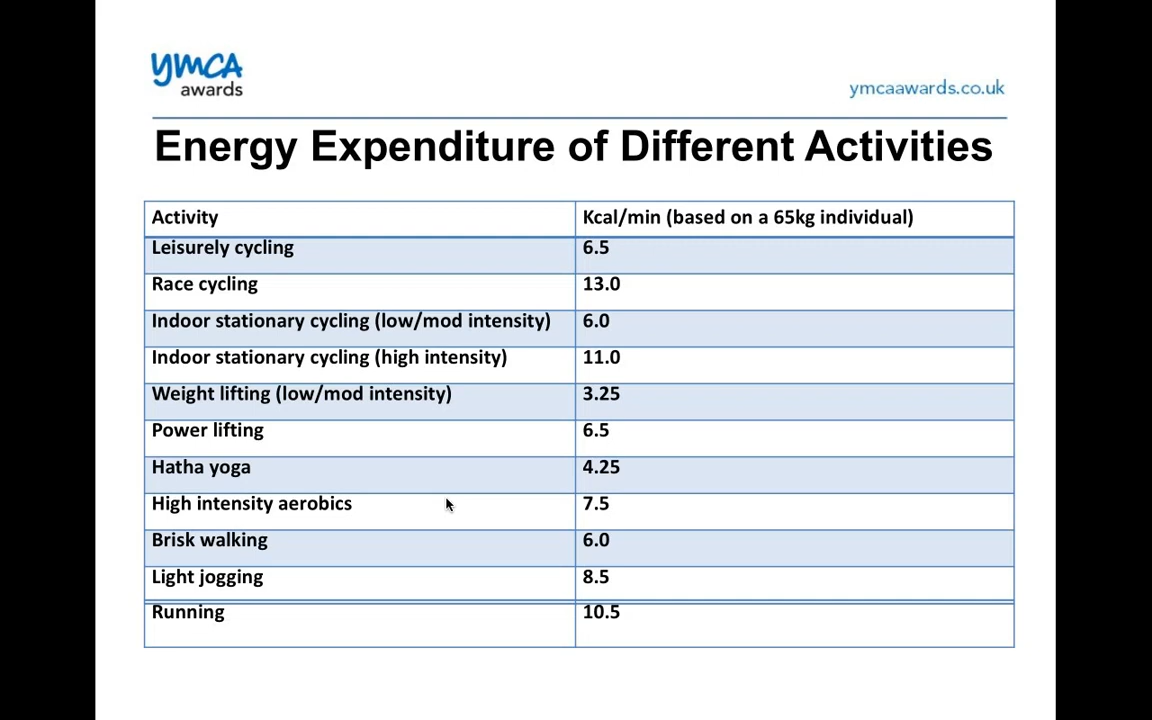 ymca
awards
ymcaawards.co.uk
Energy Expenditure of Different Activities
Activity Kcal/min (based on a 65kg individual)
Leisurely cycling 6.5
Race cycling 13.0
Indoor stationary cycling (low/mod intensity) 6.0
Indoor stationary cycling (high intensity) 11.0
Weight lifting (low/mod intensity) 3.25
Power lifting 6.5
Hatha yoga 4.25
High intensity aerobics 7.5
Brisk walking 6.0
Light jogging 8.5
Running 10.5